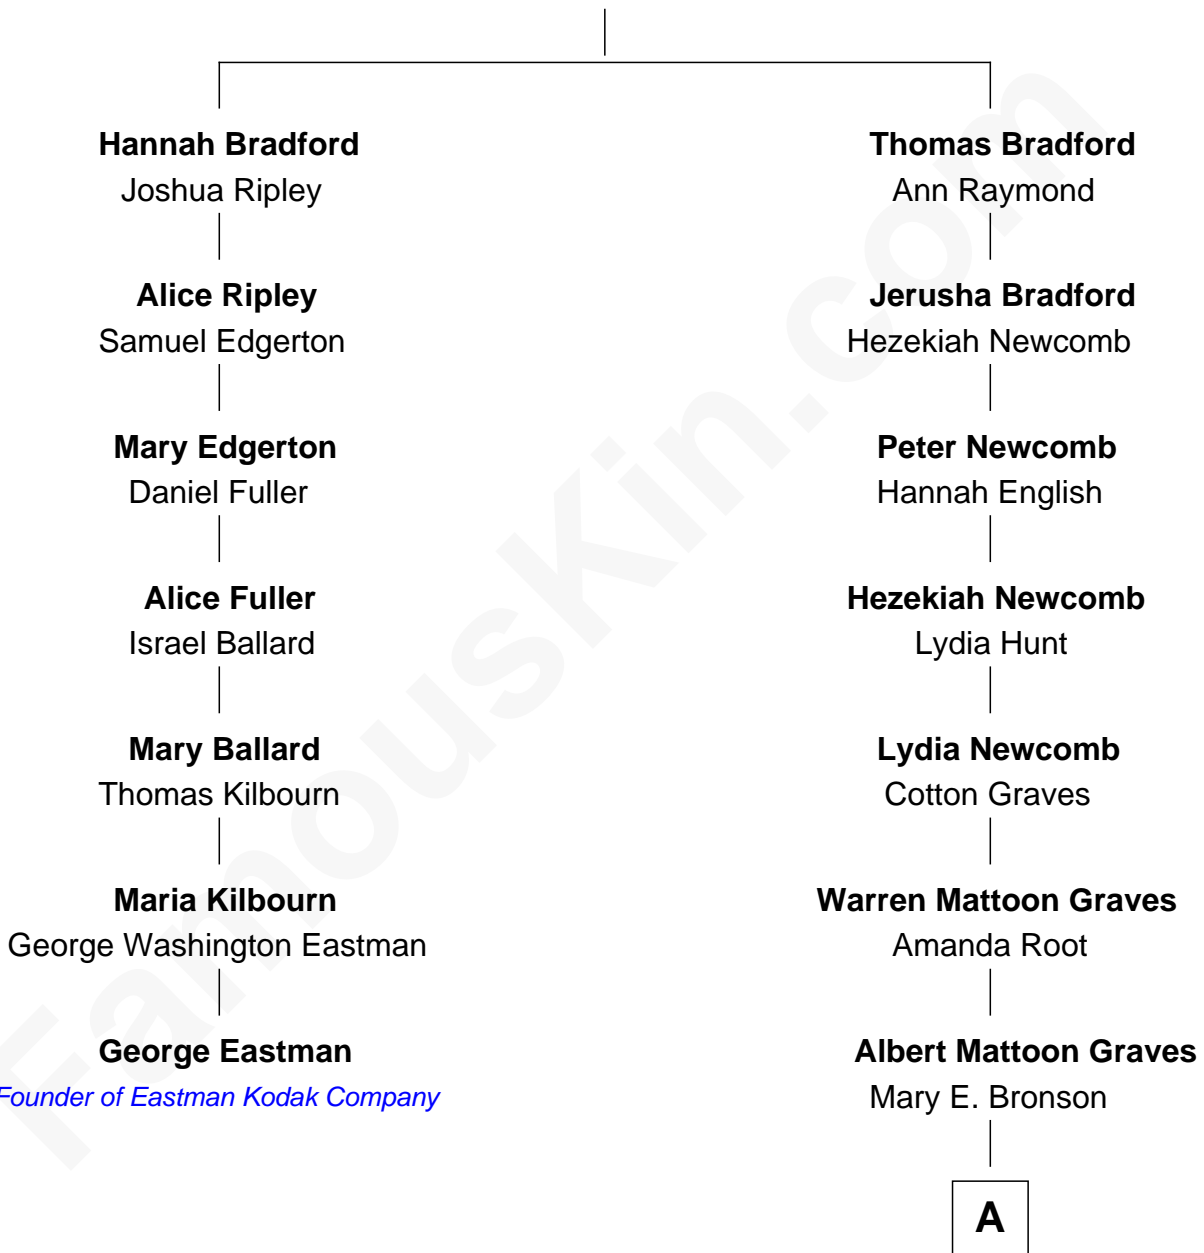 Hannah Bradford
Joshua Ripley
Thomas Bradford
Ann Raymond
Alice Ripley
Samuel Edgerton
Jerusha Bradford
Hezekiah Newcomb
Mary Edgerton
Daniel Fuller
Peter Newcomb
Hannah English
Alice Fuller
Israel Ballard
Hezekiah Newcomb
Lydia Hunt
Mary Ballard
Thomas Kilbourn
Lydia Newcomb
Cotton Graves
Maria Kilbourn
George Washington Eastman
Warren Mattoon Graves
Amanda Root
George Eastman
Founder of Eastman Kodak Company
Albert Mattoon Graves
Mary E. Bronson
A
FamousKin.com